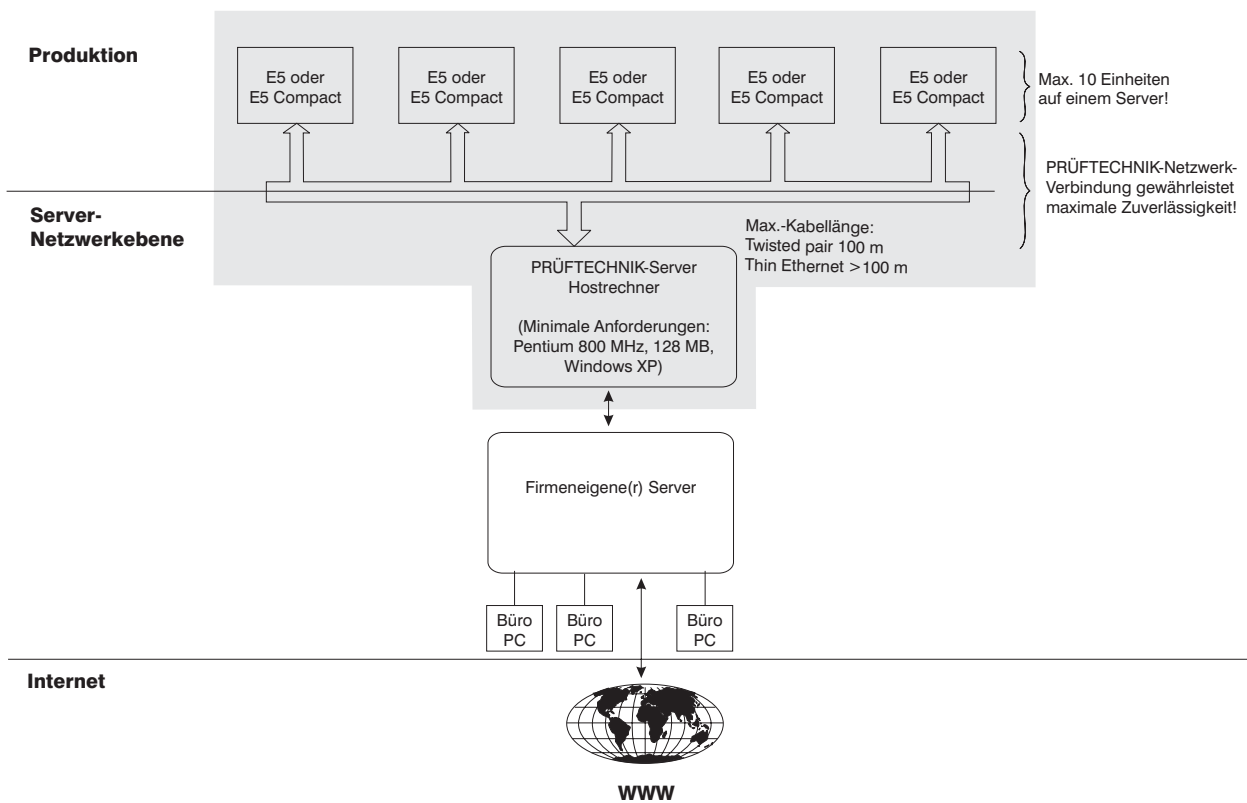 Produktion
E5 oder
E5 Compact
E5 oder
E5 Compact
E5 oder
E5 Compact
E5 oder
E5 Compact
E5 oder
E5 Compact
Max. 10 Einheiten
auf einem Server!
PRÜFTECHNIK-Netzwerk-
Verbindung gewährleistet
maximale Zuverlässigkeit!
Server-
Netzwerkebene
Max.-Kabellänge:
Twisted pair 100 m
Thin Ethernet >100 m
PRÜFTECHNIK-Server
Hostrechner
(Minimale Anforderungen:
Pentium 800 MHz, 128 MB,
Windows XP)
Firmeneigene(r) Server
Büro
PC
Büro
PC
Büro
PC
Internet
WWW